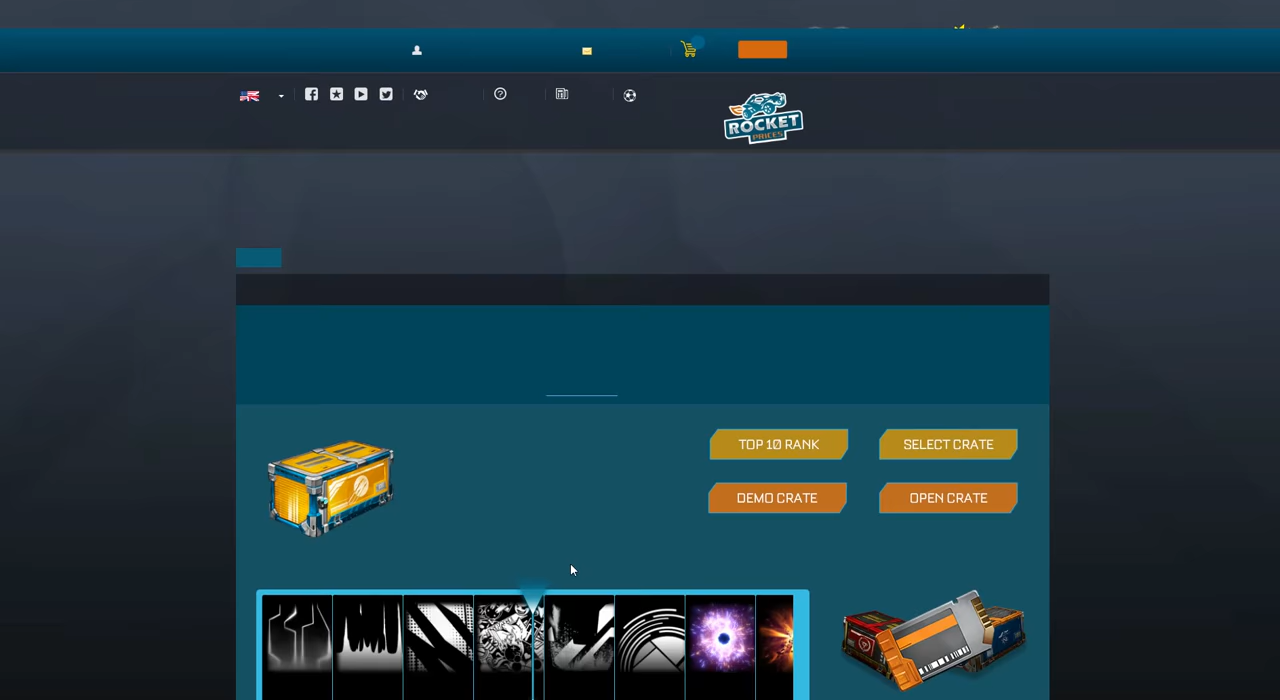 ROCKET
PRICES
TOP 10 RANK
SELECT CRATE
DEMO CRATE
OPEN CRATE